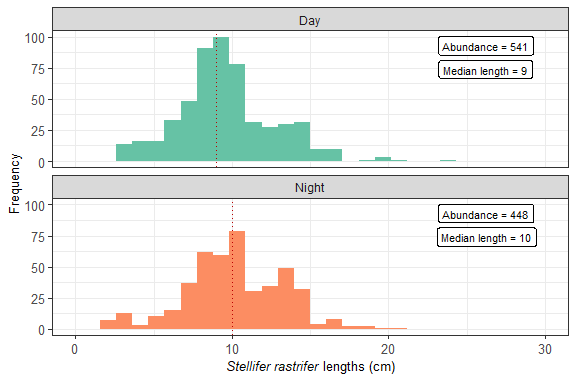 Day
100
75
50
25
0
Abundance = 541
Median length = 9
Frequency
Night
100
75
50
25
0
Abundance = 448
Median length = 10
0 10 20 30
Stellifer rastrifer lengths (cm)